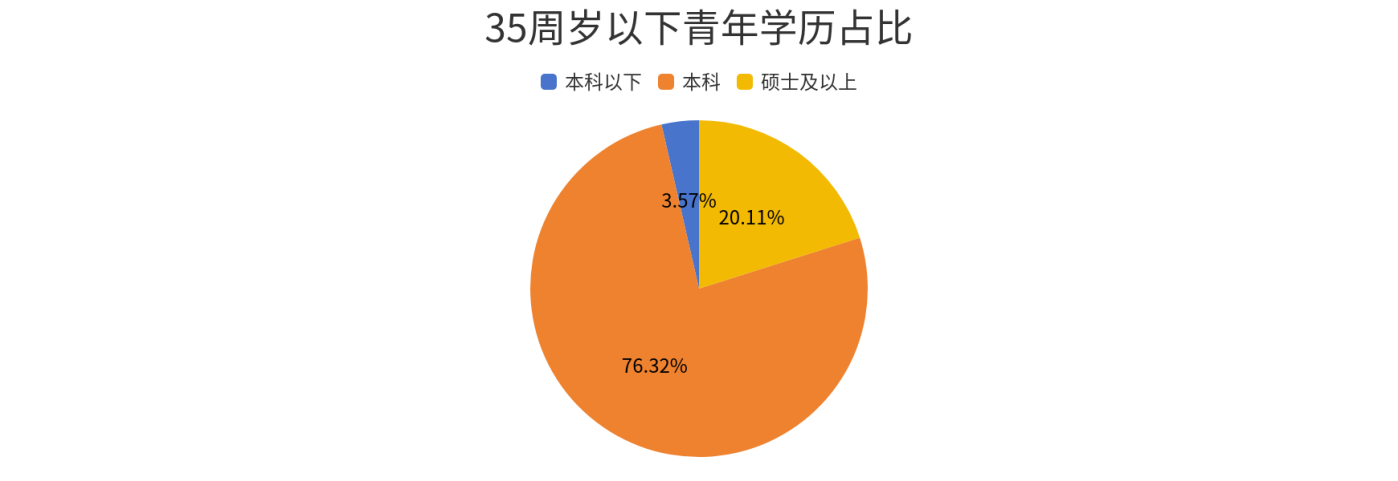 35周岁以下青年学历占比
本科以下 本科 硕士及以上
3.57%
20.11%
76.32%